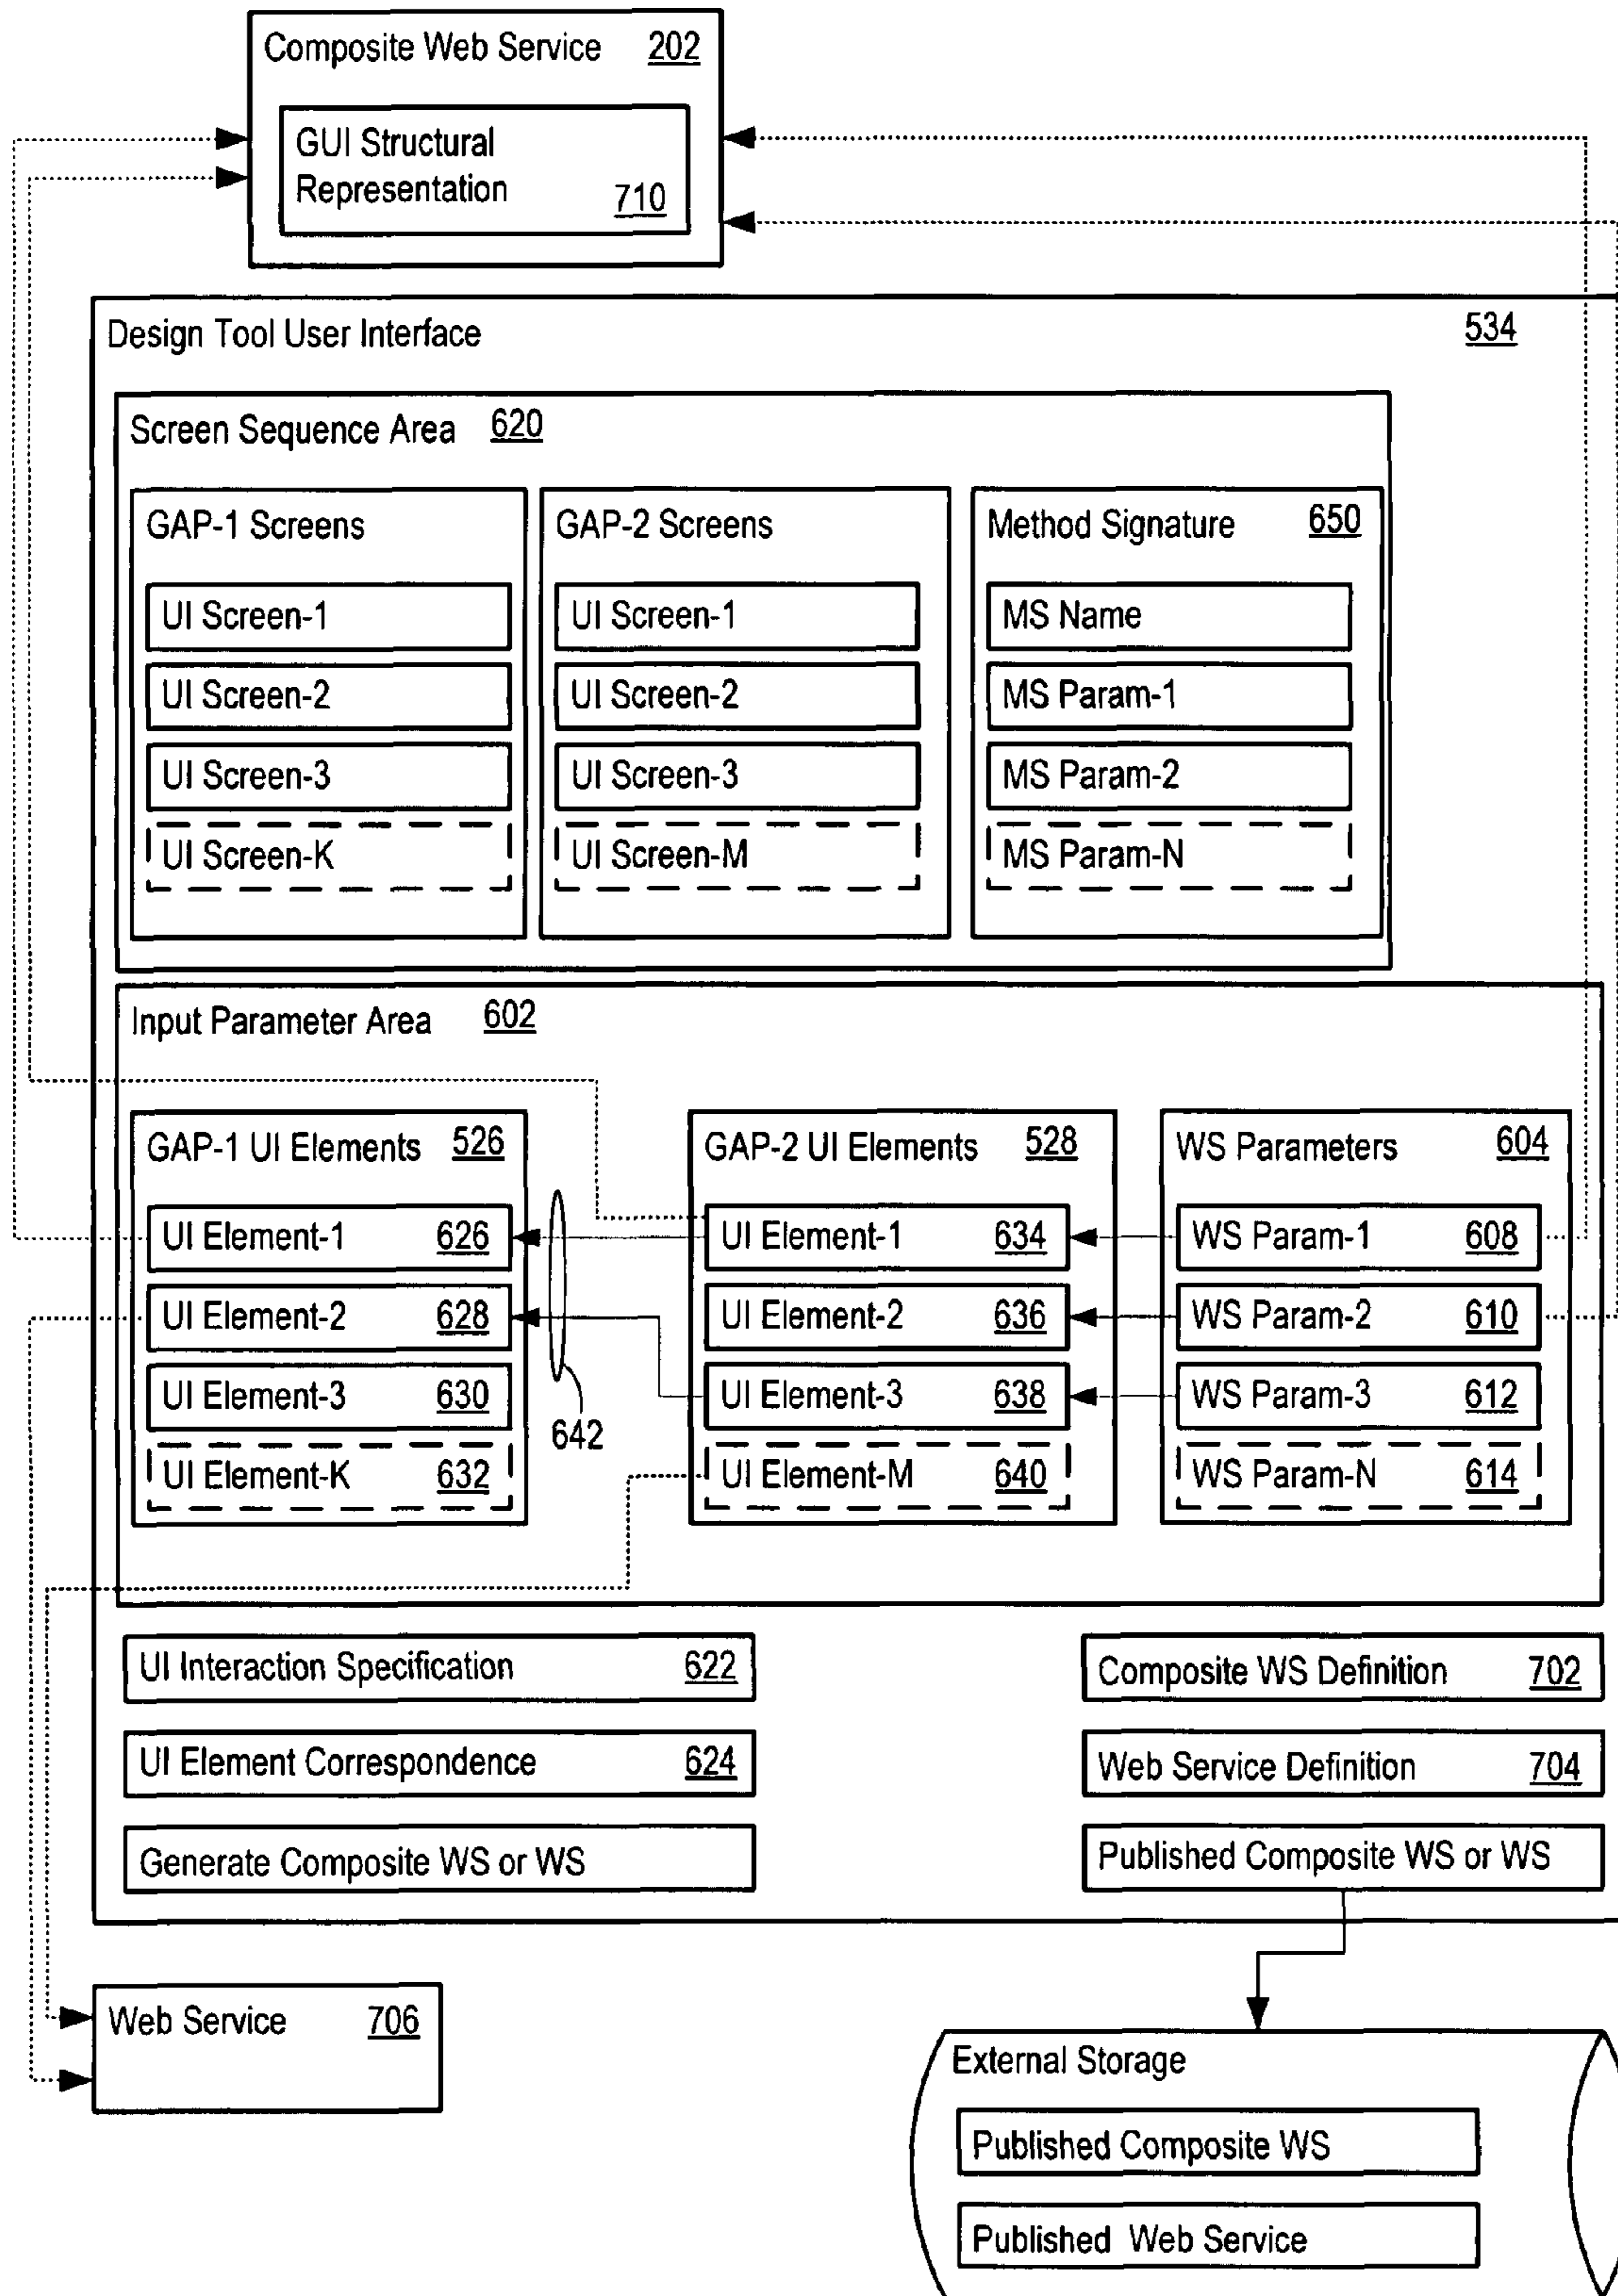 Composite Web Service 202
GUI Structural
Representation 710
Design Tool User Interface 534
Screen Sequence Area 620
GAP-1 Screens
UI Screen-1
UI Screen-2
UI Screen-3
UI Screen-K
GAP-2 Screens
UI Screen-1
UI Screen-2
UI Screen-3
UI Screen-M
Method Signature 650
MS Name
MS Param-1
MS Param-2
MS Param-N
Input Parameter Area 602
GAP-1 UI Elements 526
UI Element-1 626
UI Element-2 628
UI Element-3 630
UI Element-K 632
642
GAP-2 UI Elements 528
UI Element-1 634
UI Element-2 636
UI Element-3 638
UI Element-M 640
WS Parameters 604
WS Param-1 608
WS Param-2 610
WS Param-3 612
WS Param-N 614
UI Interaction Specification 622
UI Element Correspondence 624
Generate Composite WS or WS
Composite WS Definition 702
Web Service Definition 704
Published Composite WS or WS
Web Service 706
External Storage
Published Composite WS
Published Web Service